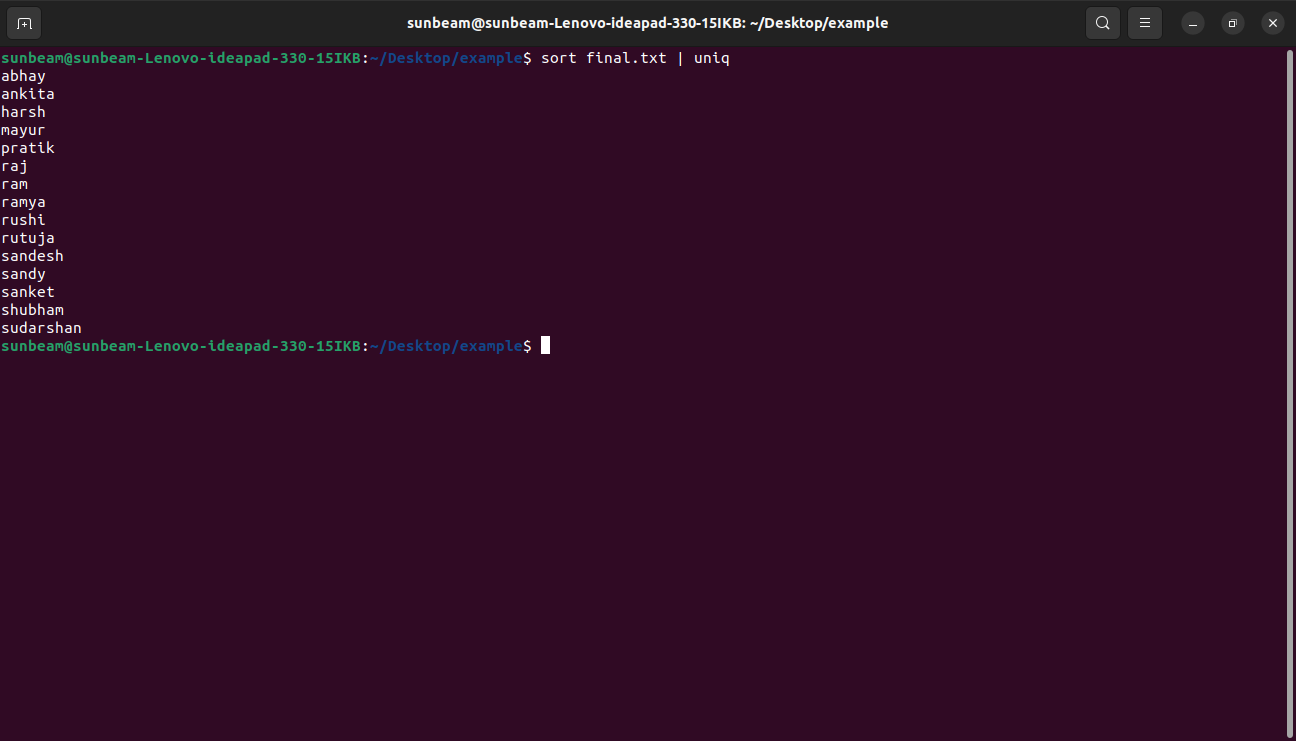 sunbeam@sunbeam-Lenovo-ideapad-330-15IKB: ~/Desktop/example
sunbeam@sunbeam-Lenovo-ideapad-330-15IKB:~/Desktop/example$ sort final.txt | uniq
abhay
ankita
harsh
mayur
pratik
raj
ram
ramya
rushi
rutuja
sandesh
sandy
sanket
shubham
sudarshan
sunbeam@sunbeam-Lenovo-ideapad-330-15IKB:~/Desktop/example$